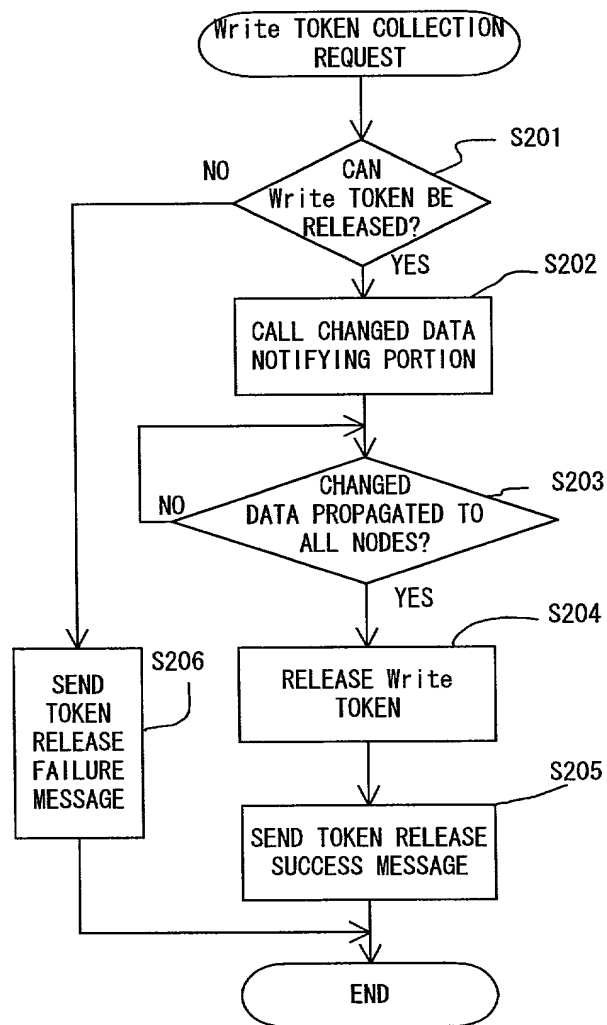 Write TOKEN COLLECTION
REQUEST
S201
NO
CAN
Write TOKEN BE
RELEASED?
YES
S202
CALL CHANGED DATA
NOTIFYING PORTION
S203
CHANGED
DATA PROPAGATED TO
ALL NODES?
NO
YES
S204
RELEASE Write
TOKEN
S206
SEND
TOKEN
RELEASE
FAILURE
MESSAGE
S205
SEND TOKEN RELEASE
SUCCESS MESSAGE
END